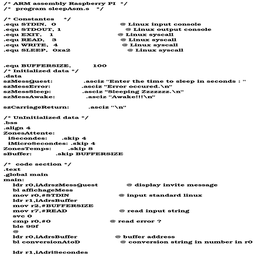 /* ARM assembly Raspberry PI */
/* program sleepAsm.s */
/* Constantes */
.equ STDIN, 0 @ Linux input console
.equ STDOUT, 1 @ Linux output console
.equ EXIT, 1 @ Linux syscall
.equ READ, 3 @ Linux syscall
.equ WRITE, 4 @ Linux syscall
.equ SLEEP, 0xa2 @ Linux syscall
.equ BUFFERSIZE, 100
/* Initialized data */
.data
szMessQuest: .asciz "Enter the time to sleep in seconds : "
szMessError: .asciz "Error occured.\n"
szMessSleep: .asciz "Sleeping Zzzzzzz.\n"
szMessAwake: .asciz "Awake!!!\n"
szCarriageReturn: .asciz "\n"
/* UnInitialized data */
.bss
.align 4
ZonesAttente:
iSecondes: .skip 4
iMicroSecondes: .skip 4
ZonesTemps: .skip 8
sBuffer: .skip BUFFERSIZE
/* code section */
.text
.global main
main:
ldr r0,iAdrszMessQuest @ display invite message
bl affichageMess
mov r0,#STDIN @ input standard linux
ldr r1,iAdrsBuffer
mov r2,#BUFFERSIZE
mov r7,#READ @ read input string
svc 0
cmp r0,#0 @ read error ?
ble 99f
@
ldr r0,iAdrsBuffer @ buffer address
bl conversionAtoD @ conversion string in number in r0
ldr r1,iAdriSecondes